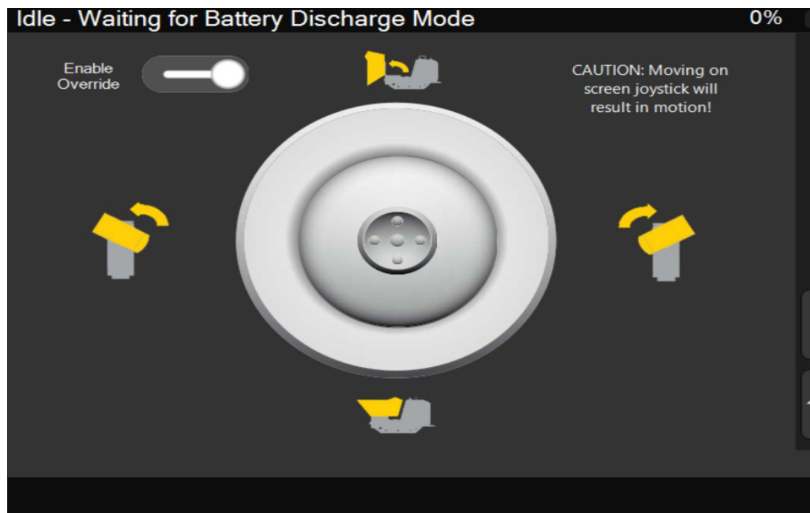 Idle - Waiting for Battery Discharge Mode 0%
Enable
Override
CAUTION: Moving on
screen joystick will
result in motion!